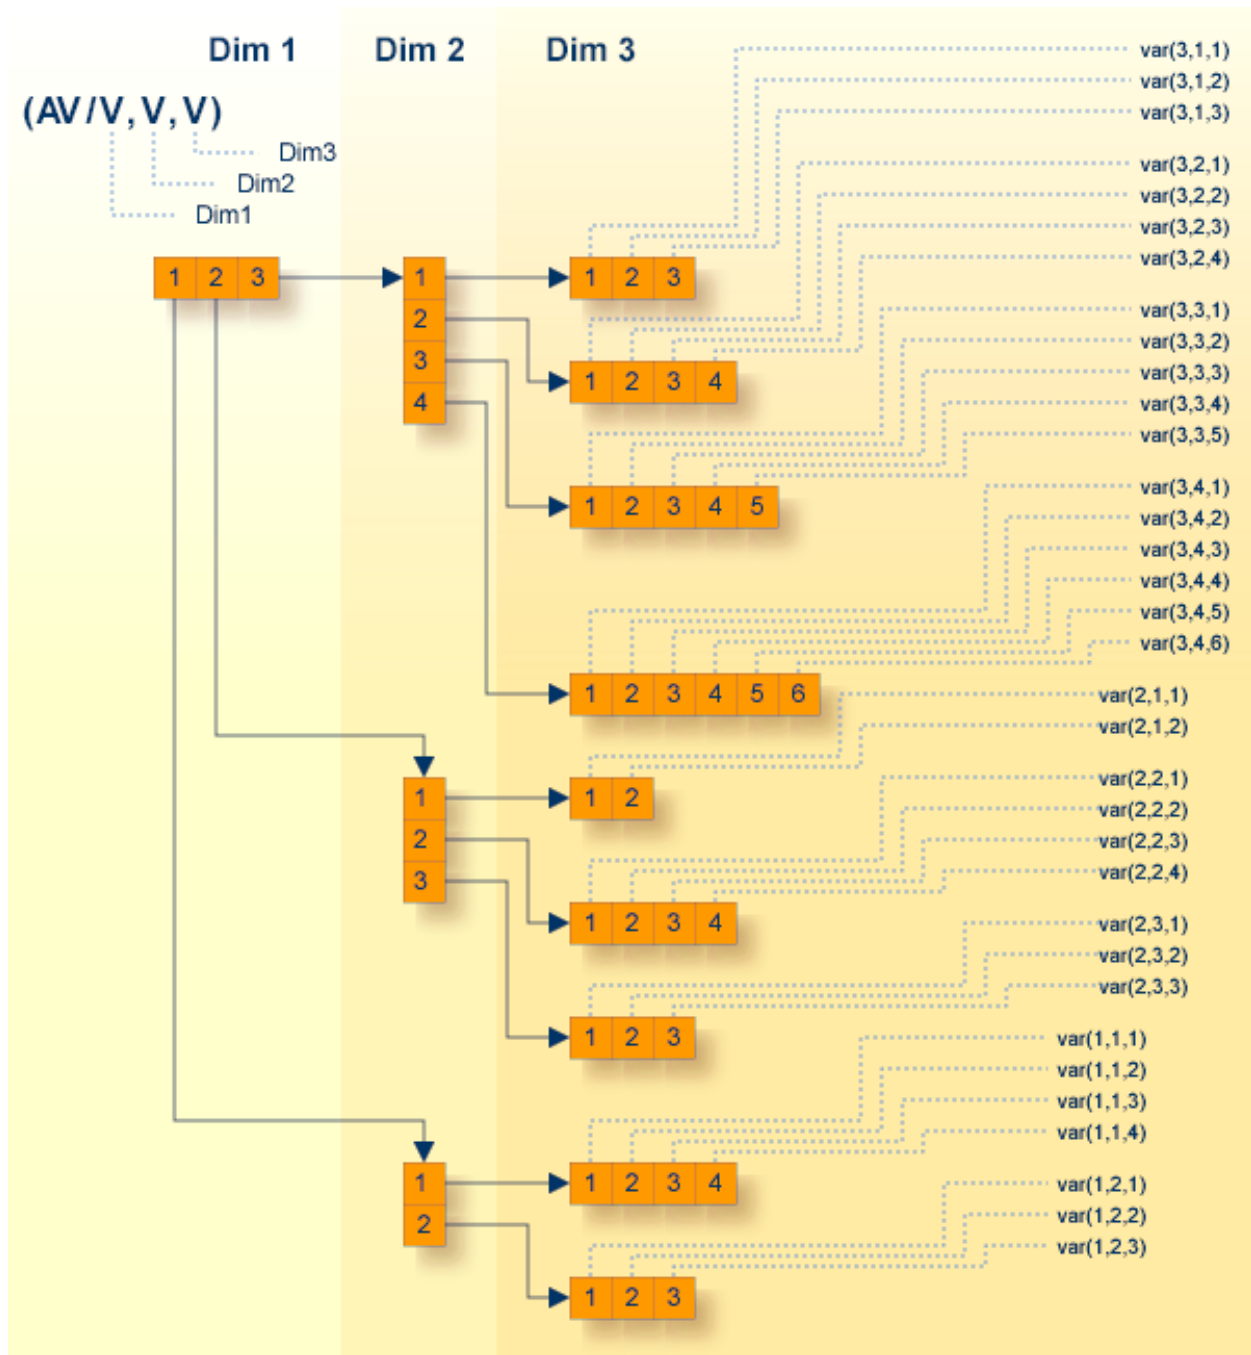 Dim 1 Dim 2 Dim 3
(AV/V,V,V)
Dim3
Dim2
Dim1
1 2 3
1
2
3
4
1 2 3
var(3,1,1)
var(3,1,2)
var(3,1,3)
1 2 3 4
var(3,2,1)
var(3,2,2)
var(3,2,3)
var(3,2,4)
1 2 3 4 5
var(3,3,1)
var(3,3,2)
var(3,3,3)
var(3,3,4)
var(3,3,5)
1 2 3 4 5 6
var(3,4,1)
var(3,4,2)
var(3,4,3)
var(3,4,4)
var(3,4,5)
var(3,4,6)
1
2
3
1 2
var(2,1,1)
var(2,1,2)
1 2 3 4
var(2,2,1)
var(2,2,2)
var(2,2,3)
var(2,2,4)
1 2 3
var(2,3,1)
var(2,3,2)
var(2,3,3)
1
2
1 2 3 4
var(1,1,1)
var(1,1,2)
var(1,1,3)
var(1,1,4)
1 2 3
var(1,2,1)
var(1,2,2)
var(1,2,3)